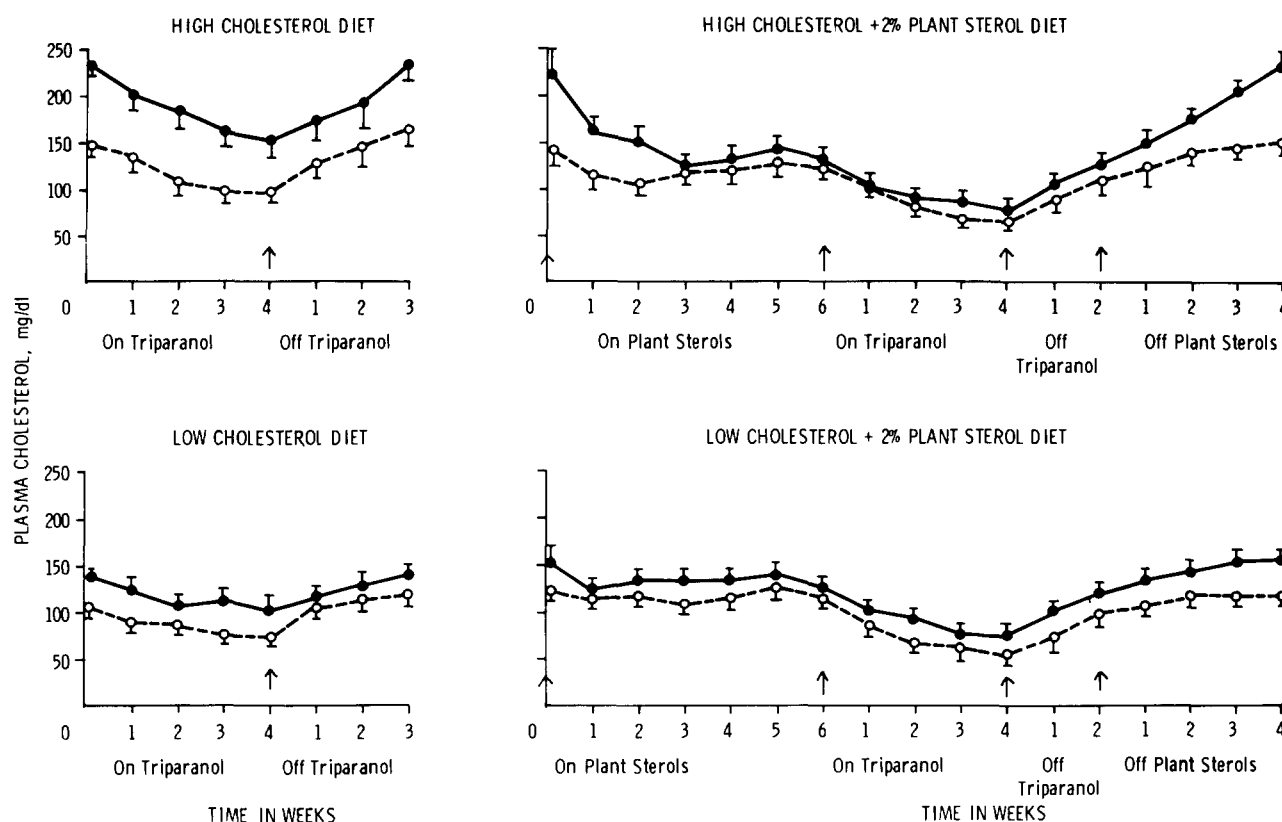 HIGH CHOLESTEROL DIET
250
200
150
100
50
0 1 2 3 4 1 2 3
On Triparanol Off Triparanol
HIGH CHOLESTEROL +2% PLANT STEROL DIET
0 1 2 3 4 5 6 1 2 3 4 1 2 1 2 3 4
On Plant Sterols On Triparanol Off Off Plant Sterols
Triparanol
PLASMA CHOLESTEROL, mg/dl
LOW CHOLESTEROL DIET
250
200
150
100
50
0 1 2 3 4 1 2 3
On Triparanol Off Triparanol
TIME IN WEEKS
LOW CHOLESTEROL + 2% PLANT STEROL DIET
0 1 2 3 4 5 6 1 2 3 4 1 2 1 2 3 4
On Plant Sterols On Triparanol Off Off Plant Sterols
Triparanol
TIME IN WEEKS